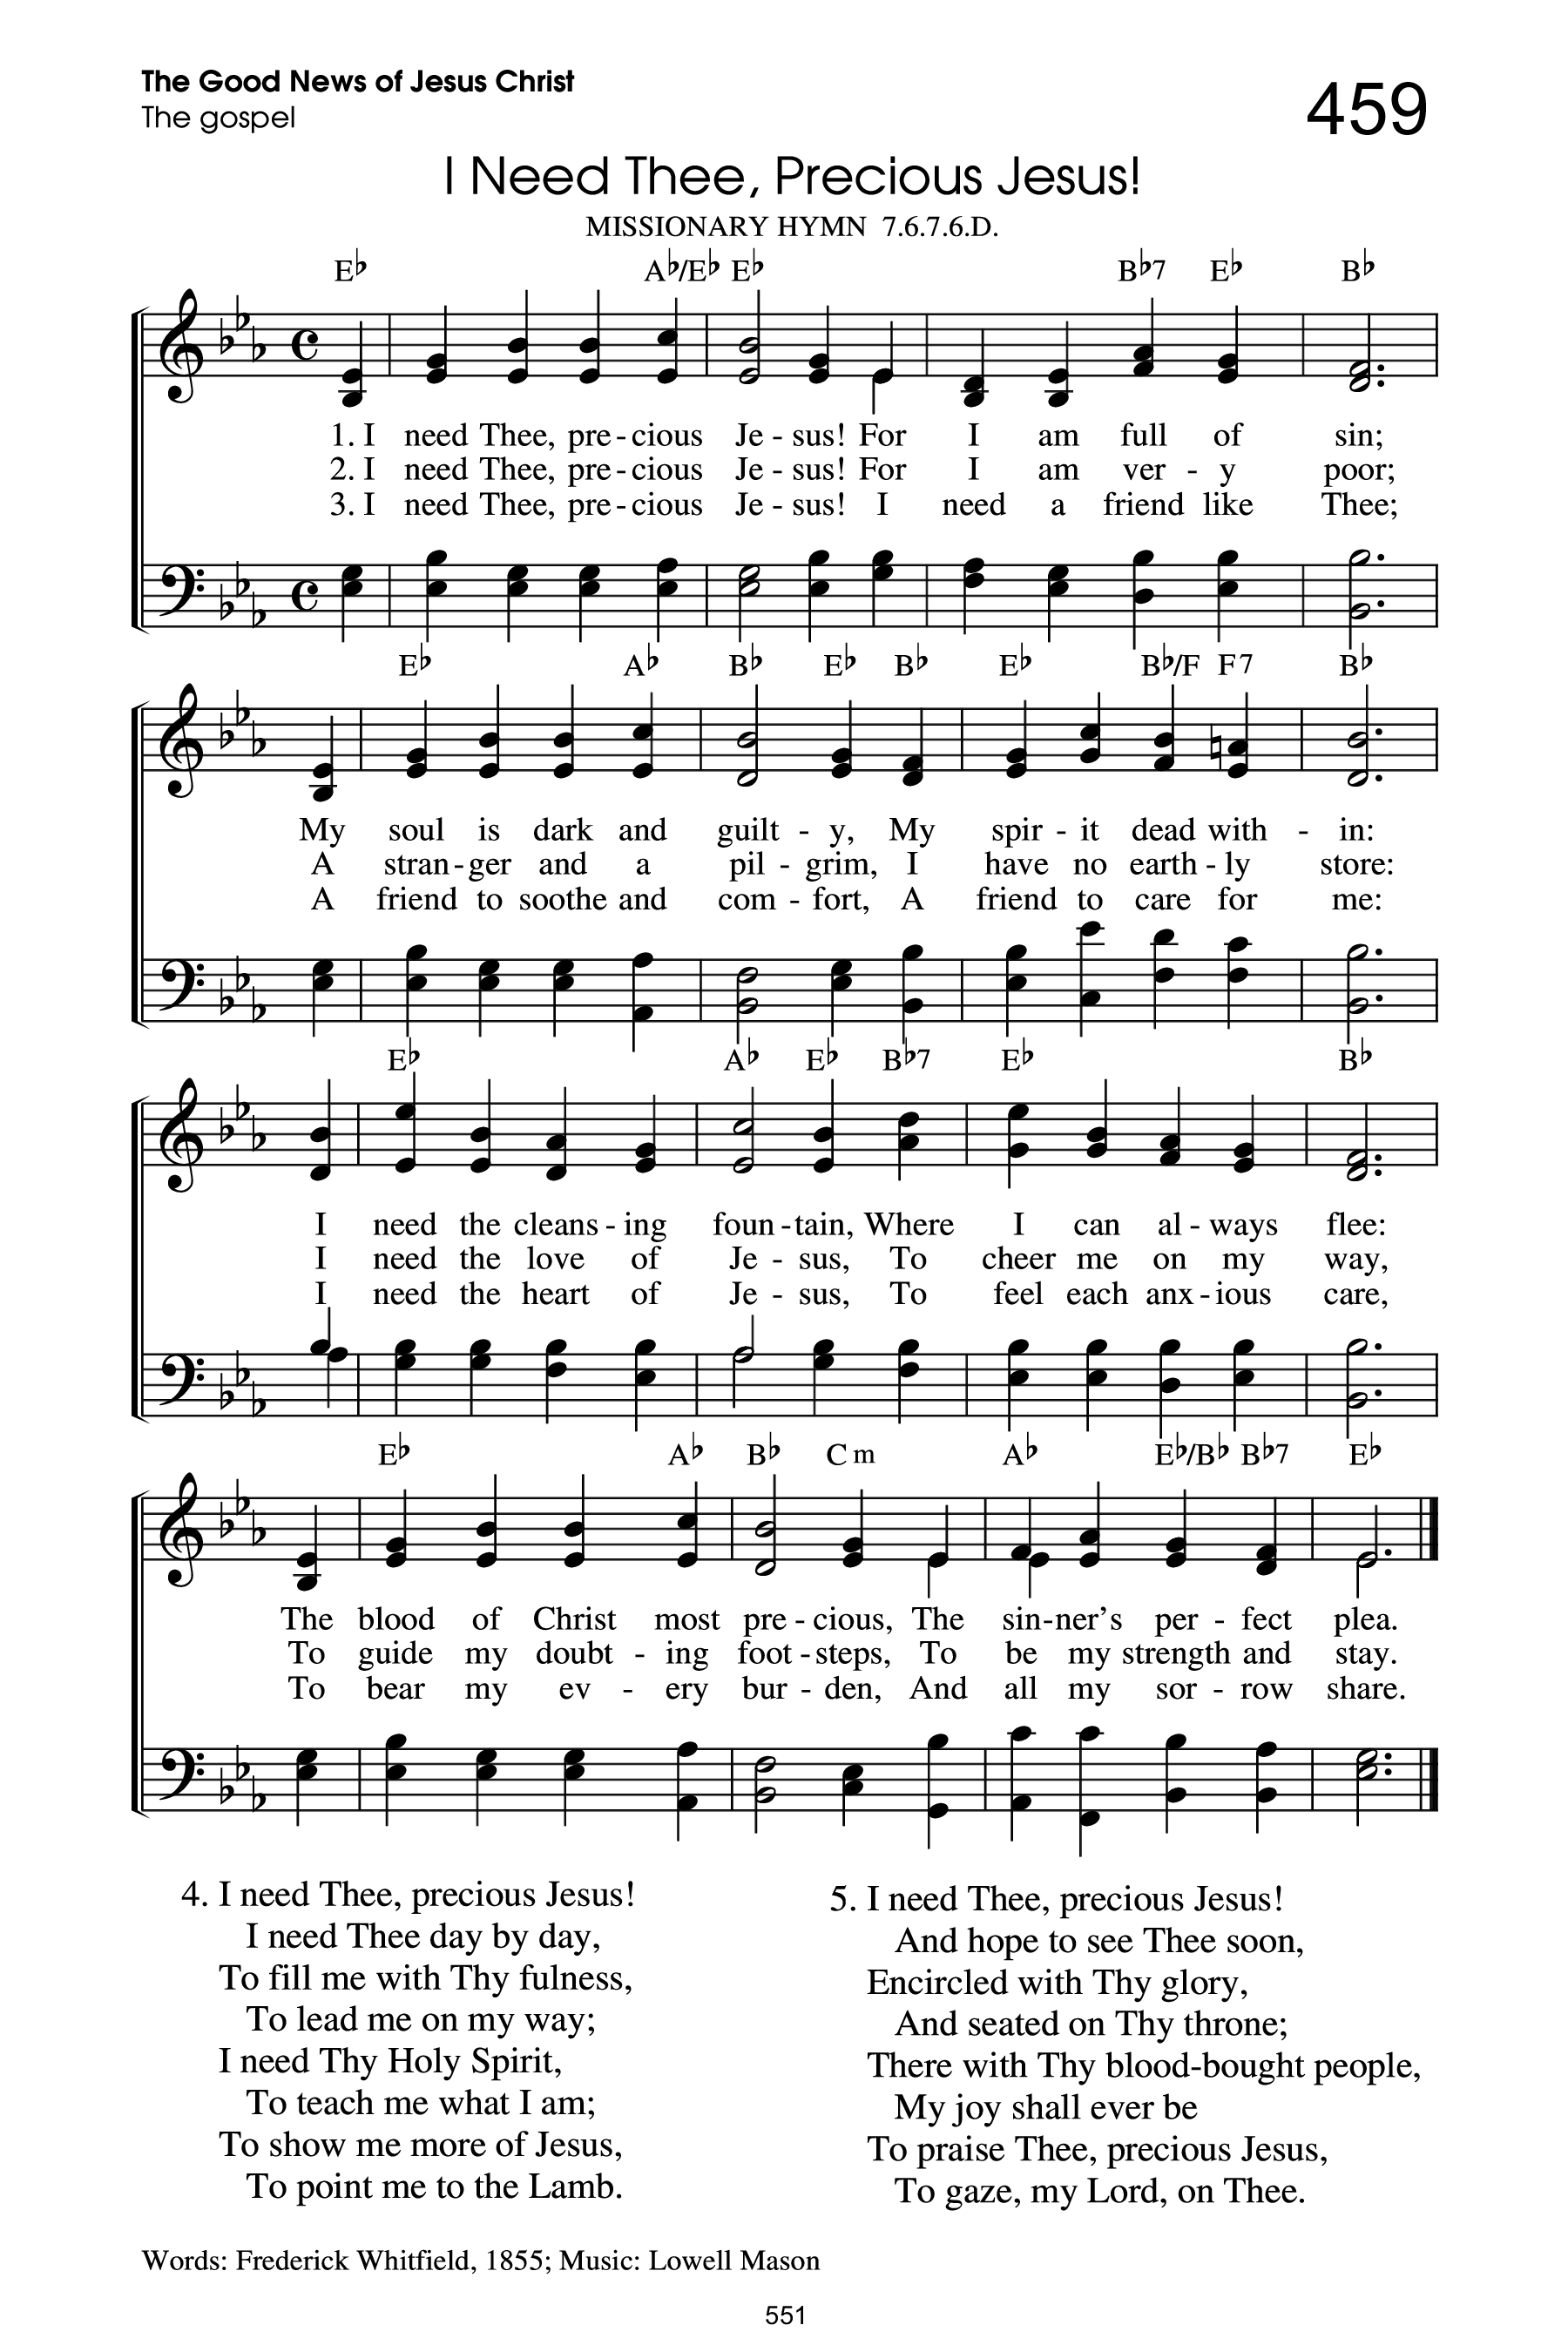 The Good News of Jesus Christ
The gospel
459
I Need Thee, Precious Jesus!
MISSIONARY HYMN 7.6.7.6.D.
E♭ A♭/E♭ E♭ B♭7 E♭ B♭
1. I need Thee, pre - cious Je - sus! For I am full of sin;
2. I need Thee, pre - cious Je - sus! For I am ver - y poor;
3. I need Thee, pre - cious Je - sus! I need a friend like Thee;
E♭ A♭ B♭ E♭ B♭ E♭ B♭/F F7 B♭
My soul is dark and guilt - y, My spir - it dead with - in:
A stran - ger and a pil - grim, I have no earth - ly store:
A friend to soothe and com - fort, A friend to care for me:
E♭ A♭ E♭ B♭7 E♭ B♭
I need the cleans - ing foun - tain, Where I can al - ways flee:
I need the love of Je - sus, To cheer me on my way,
I need the heart of Je - sus, To feel each anx - ious care,
E♭ A♭ B♭ C m A♭ E♭/B♭ B♭7 E♭
The blood of Christ most pre - cious, The sin - ner's per - fect plea.
To guide my doubt - ing foot - steps, To be my strength and stay.
To bear my ev - ery bur - den, And all my sor - row share.
4. I need Thee, precious Jesus!
I need Thee day by day,
To fill me with Thy fulness,
To lead me on my way;
I need Thy Holy Spirit,
To teach me what I am;
To show me more of Jesus,
To point me to the Lamb.
5. I need Thee, precious Jesus!
And hope to see Thee soon,
Encircled with Thy glory,
And seated on Thy throne;
There with Thy blood-bought people,
My joy shall ever be
To praise Thee, precious Jesus,
To gaze, my Lord, on Thee.
Words: Frederick Whitfield, 1855; Music: Lowell Mason
551